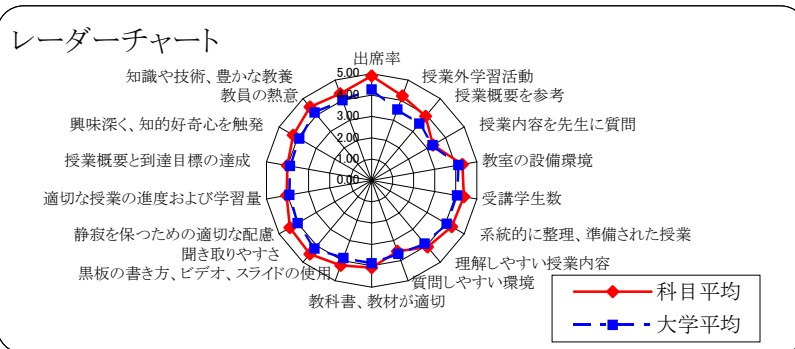 レーダーチャート
出席率
授業外学習活動
授業概要を参考
授業内容を先生に質問
教室の設備環境
受講学生数
系統的に整理、準備された授業
理解しやすい授業内容
質問しやすい環境
教科書、教材が適切
黒板の書き方、ビデオ、スライドの使用
聞き取りやすさ
静寂を保つための適切な配慮
適切な授業の進度および学習量
授業概要と到達目標の達成
興味深く、知的好奇心を触発
教員の熱意
知識や技術、豊かな教養
5.00
4.00
3.00
2.00
1.00
0.00
科目平均
大学平均